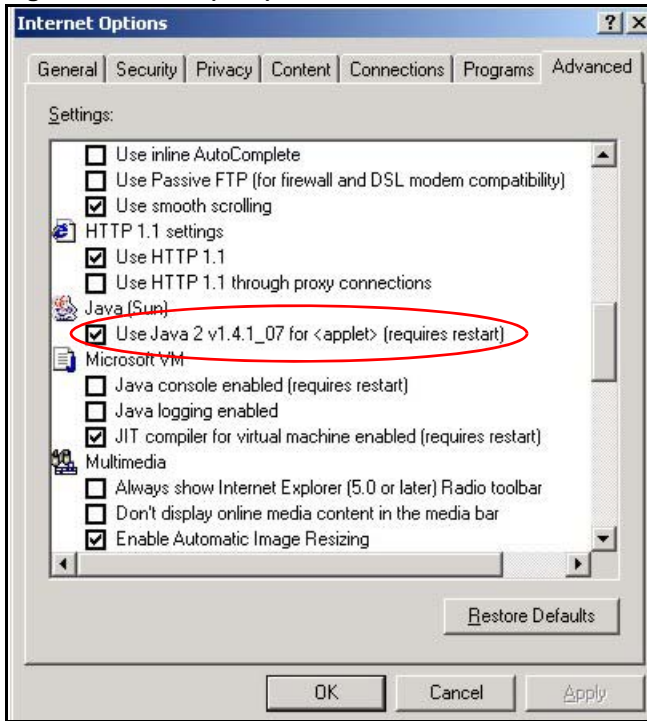 Internet Options
General Security Privacy Content Connections Programs Advanced
Settings:
Use inline AutoComplete
Use Passive FTP (for firewall and DSL modem compatibility)
Use smooth scrolling
HTTP 1.1 settings
Use HTTP 1.1
Use HTTP 1.1 through proxy connections
Java (Sun)
Use Java 2 v1.4.1_07 for <applet> (requires restart)
Microsoft VM
Java console enabled (requires restart)
Java logging enabled
JIT compiler for virtual machine enabled (requires restart)
Multimedia
Always show Internet Explorer (5.0 or later) Radio toolbar
Don't display online media content in the media bar
Enable Automatic Image Resizing
Restore Defaults
OK Cancel Apply